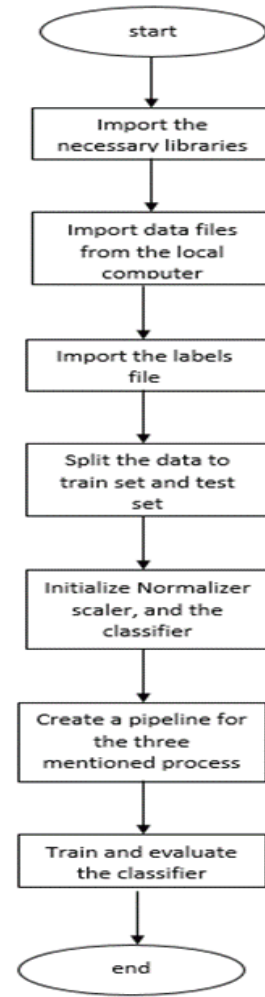 start
Import the
necessary libraries
Import data files
from the local
computer
Import the labels
file
Split the data to
train set and test
set
Initialize Normalizer
scaler, and the
classifier
Create a pipeline for
the three
mentioned process
Train and evaluate
the classifier
end